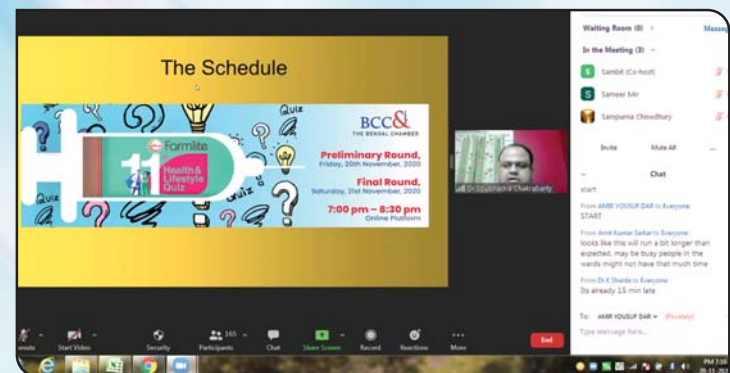 The Schedule
Quiz
BCC&I
THE BENGAL CHAMBER
Farmlite
11
Health &
Lifestyle
Quiz
Quiz
Preliminary Round,
Friday, 20th November, 2020
Final Round,
Saturday, 21st November, 2020
7:00 pm – 8:30 pm
Online Platform
Waiting Room (0)
Messag
In the Meeting (3)
S
Sambit (Co-host)
S
Sameer Mir
Sampurna Chowdhury
Invite
Mute All
Chat
start
From AMIR YOUSUF DAR to Everyone:
START
From Amit Kumar Sarkar to Everyone:
looks like this will run a bit longer than
expected, may be busy people in the
wards might not have that much time
From Dr K Sharda to Everyone:
Its already 15 min late
To: AMIR YOUSUF DAR (Privately)
Type message here...
Start Video
Security
165
Participants
Chat
Share Screen
Record
Reactions
More
End